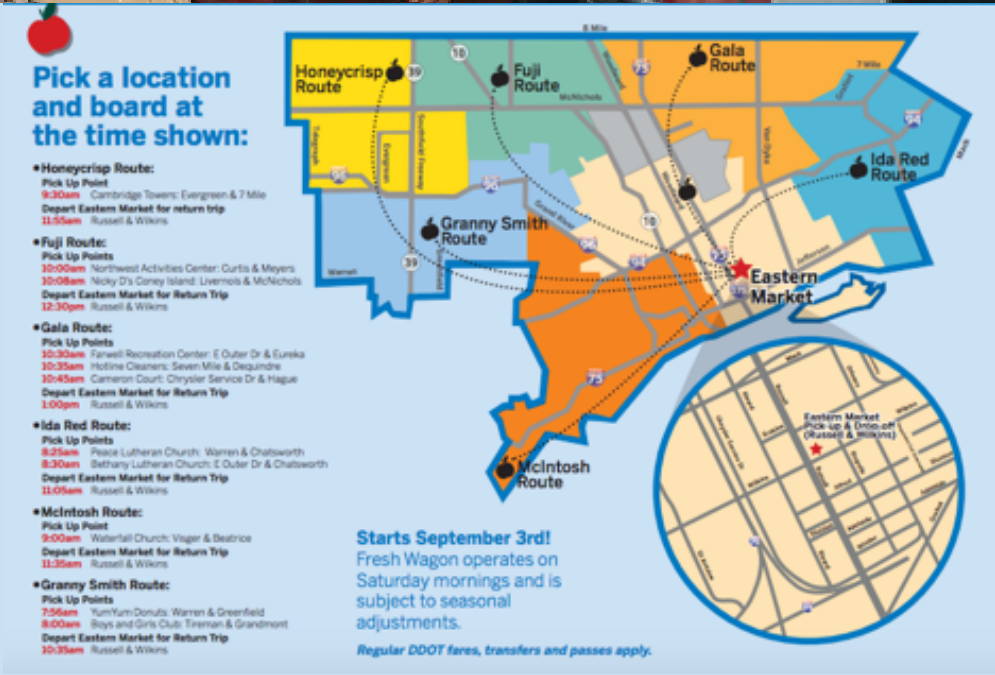 Pick a location
and board at
the time shown:
• Honeycrisp Route:
Pick Up Point
9:30am Cambridge Towers: Evergreen & 7 Mile
Depart Eastern Market for return trip
11:55am Russell & Wilkins
• Fuji Route:
Pick Up Points
10:00am Northwest Activities Center: Curtis & Meyers
10:08am Nicky D's Coney Island: Livernois & McNichols
Depart Eastern Market for Return Trip
12:30pm Russell & Wilkins
• Gala Route:
Pick Up Points
10:30am Farwell Recreation Center: E Outer Dr & Eureka
10:35am Hotline Cleaners: Seven Mile & Dequindre
10:45am Cameron Court: Chrysler Service Dr & Hague
Depart Eastern Market for Return Trip
1:00pm Russell & Wilkins
• Ida Red Route:
Pick Up Points
8:25am Peace Lutheran Church: Warren & Chatsworth
8:30am Bethany Lutheran Church: E Outer Dr & Chatsworth
Depart Eastern Market for Return Trip
11:05am Russell & Wilkins
• McIntosh Route:
Pick Up Point
9:00am Waterfall Church: Visger & Beatrice
Depart Eastern Market for Return Trip
11:35am Russell & Wilkins
• Granny Smith Route:
Pick Up Points
7:56am YumYum Donuts: Warren & Greenfield
8:00am Boys and Girls Club: Tireman & Grandmont
Depart Eastern Market for Return Trip
10:35am Russell & Wilkins
8 Mile
Honeycrisp
Route
39
10
Fuji
Route
McNichols
Woodward
75
Gala
Route
7 Mile
94
Mack
Van Dyke
Telegraph
Evergreen
Southfield Freeway
96
Ida Red
Route
Granny Smith
Route
Grand River
10
96
94
75
Jefferson
39
Warren
Eastern
Market
75
McIntosh
Route
Eastern Market
Pick-up & Drop-off
(Russell & Wilkins)
Mack
Russell
Wilkins
Wilkins
Starts September 3rd!
Fresh Wagon operates on
Saturday mornings and is
subject to seasonal
adjustments.
Regular DDOT fares, transfers and passes apply.